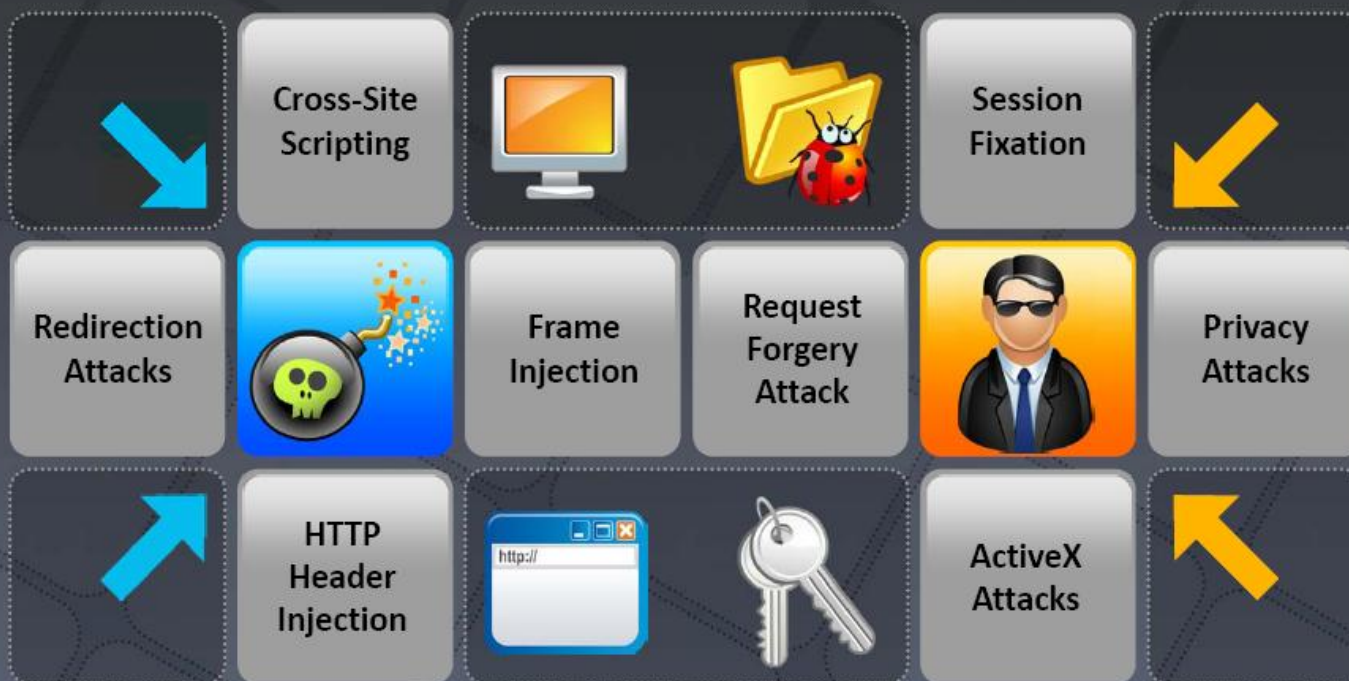 Cross-Site
Scripting
Session
Fixation
Redirection
Attacks
Frame
Injection
Request
Forgery
Attack
Privacy
Attacks
HTTP
Header
Injection
http://
ActiveX
Attacks